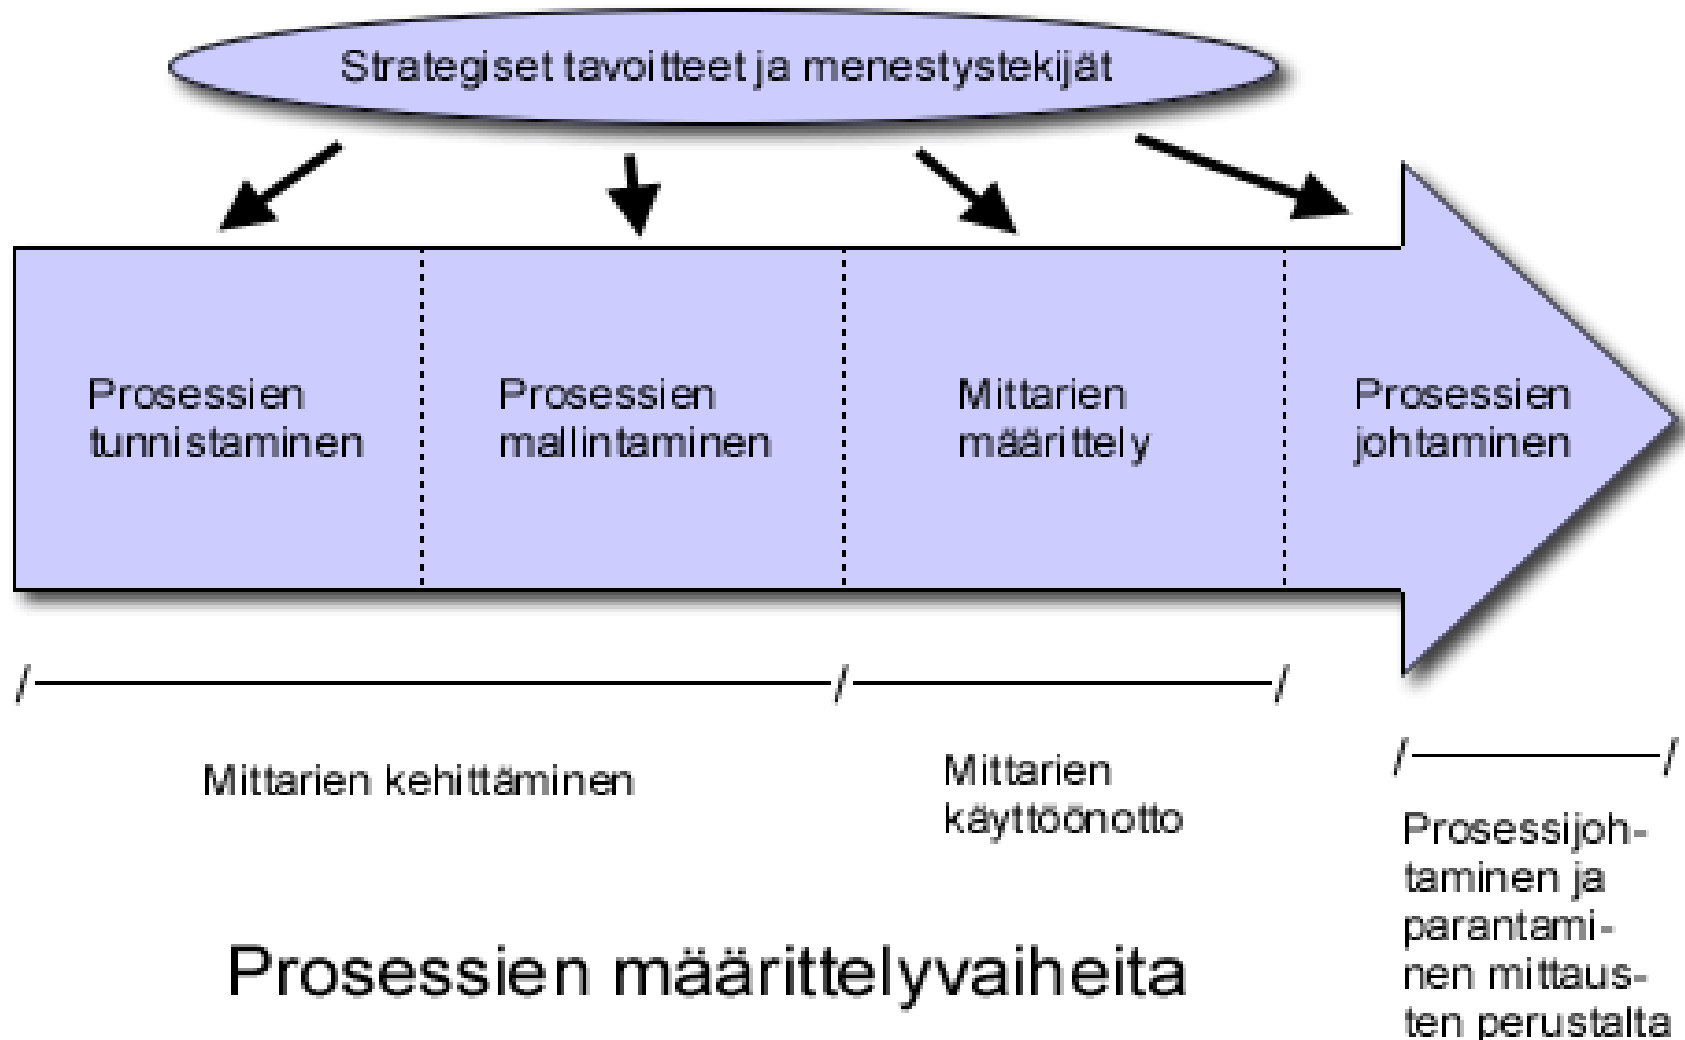 Strategiset tavoitteet ja menestystekijät
Prosessien
tunnistaminen
Prosessien
mallintaminen
Mittarien
määrittely
Prosessien
johtaminen
Mittarien kehittäminen
Mittarien
käyttöönotto
Prosessijoh-
taminen ja
parantami-
nen mittaus-
ten perustalta
Prosessien määrittelyvaiheita